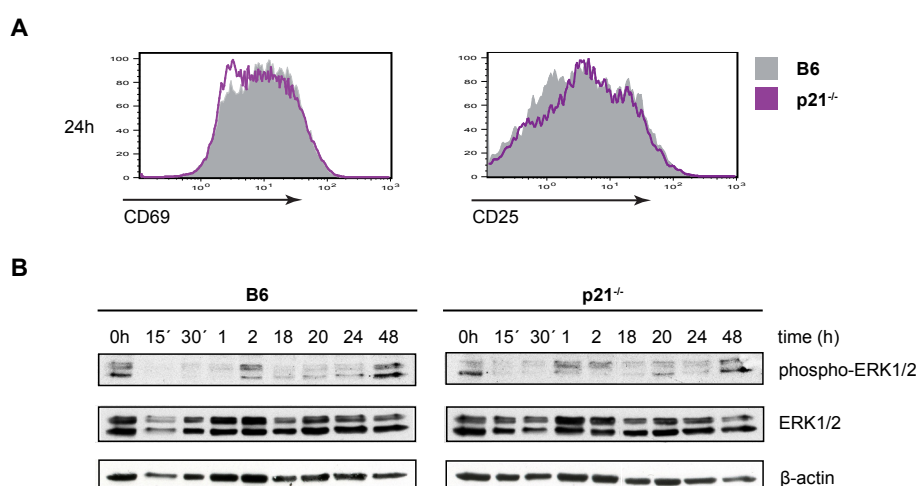 A
100
80
60
40
20
0
10⁰ 10¹ 10² 10³
24h
CD69
100
80
60
40
20
0
10⁰ 10¹ 10² 10³
CD25
B6
p21⁻/⁻
B
B6 p21⁻/⁻
0h 15´ 30´ 1 2 18 20 24 48 0h 15´ 30´ 1 2 18 20 24 48 time (h)
phospho-ERK1/2
ERK1/2
β-actin